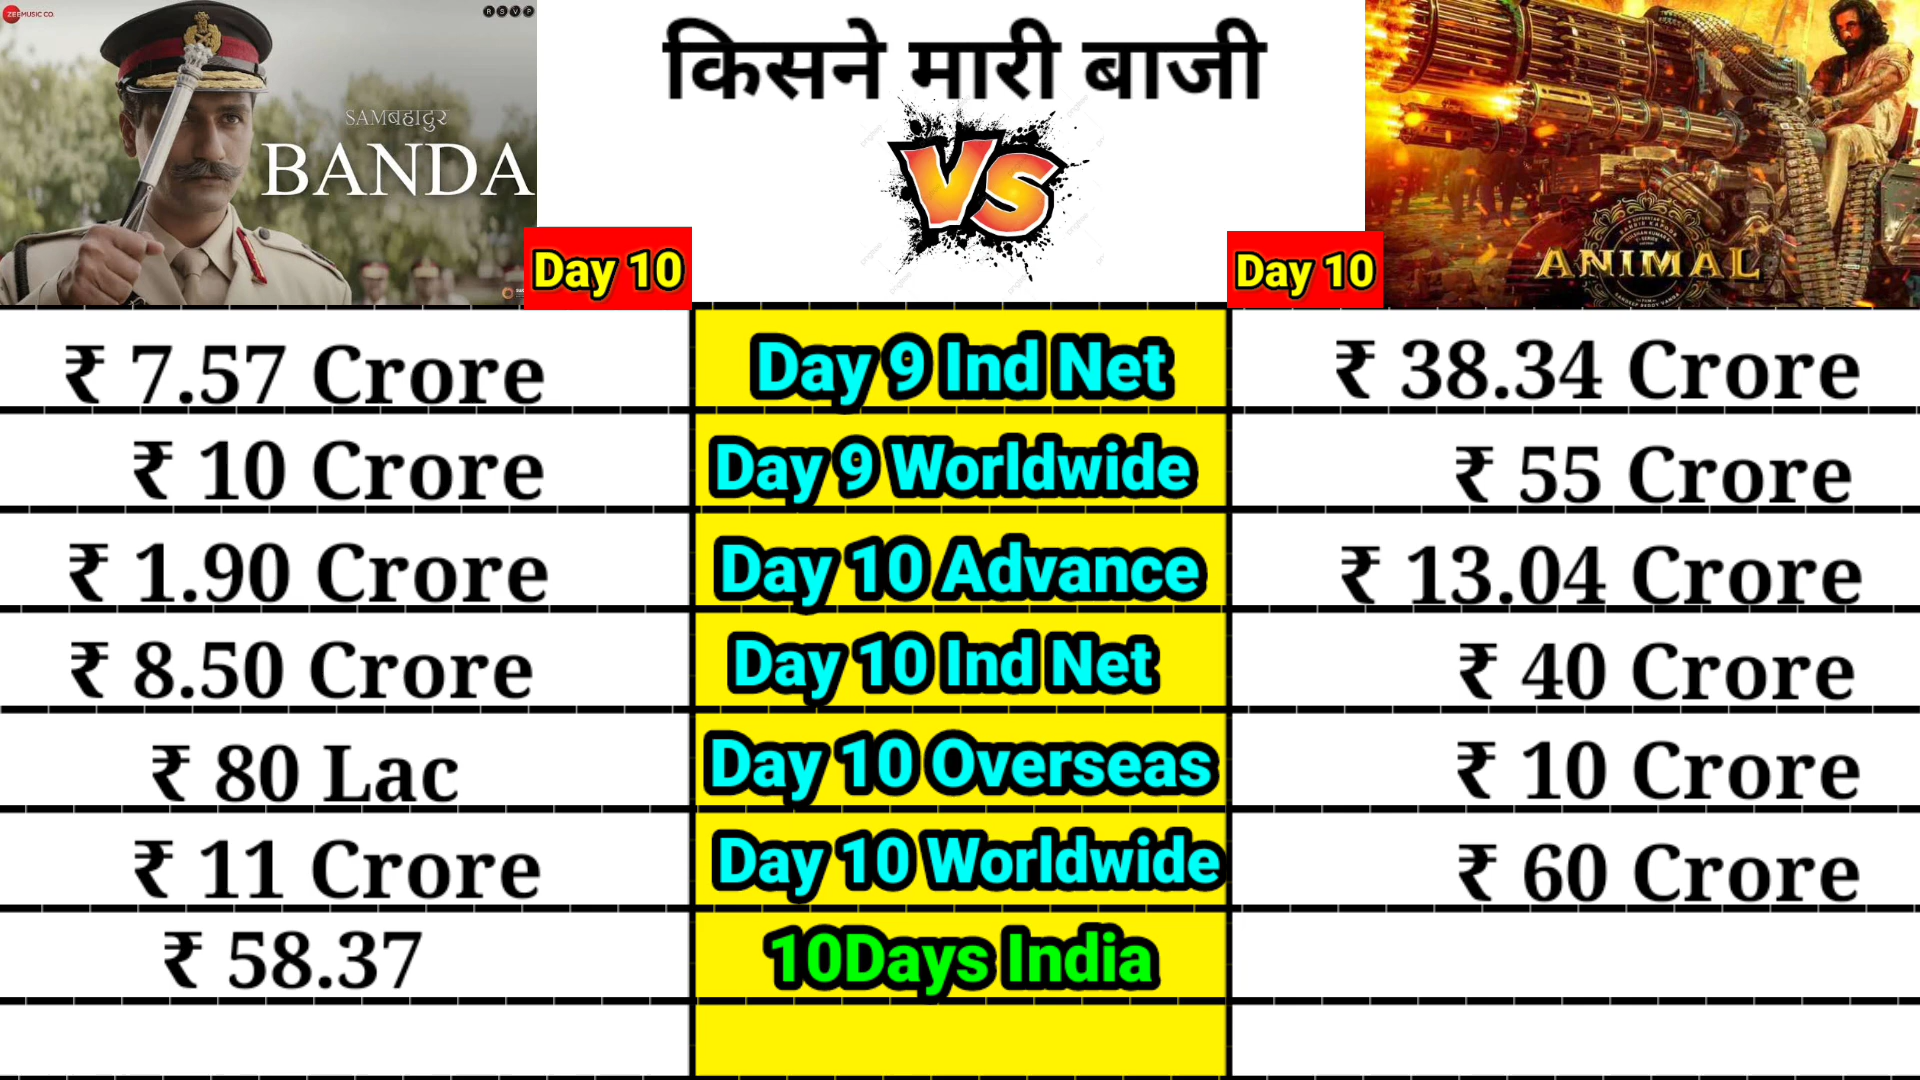 ZEE MUSIC CO.
R S V P
किसने मारी बाजी
SAMबहादुर
BANDA
VS
ANIMAL
Day 10
Day 10
₹ 7.57 Crore Day 9 Ind Net ₹ 38.34 Crore
₹ 10 Crore Day 9 Worldwide ₹ 55 Crore
₹ 1.90 Crore Day 10 Advance ₹ 13.04 Crore
₹ 8.50 Crore Day 10 Ind Net ₹ 40 Crore
₹ 80 Lac Day 10 Overseas ₹ 10 Crore
₹ 11 Crore Day 10 Worldwide ₹ 60 Crore
₹ 58.37 10Days India